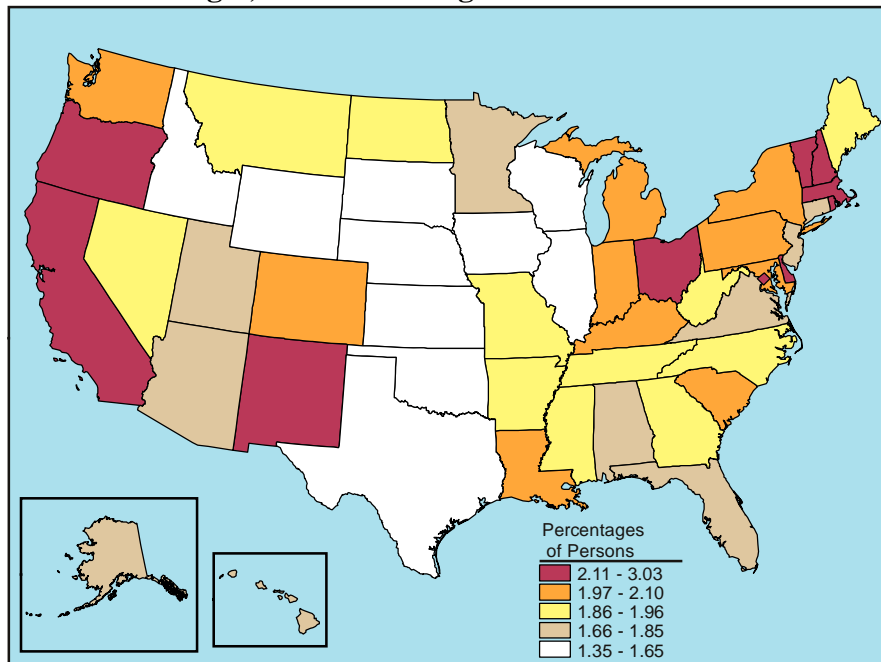 Percentages
of Persons
2.11 - 3.03
1.97 - 2.10
1.86 - 1.96
1.66 - 1.85
1.35 - 1.65